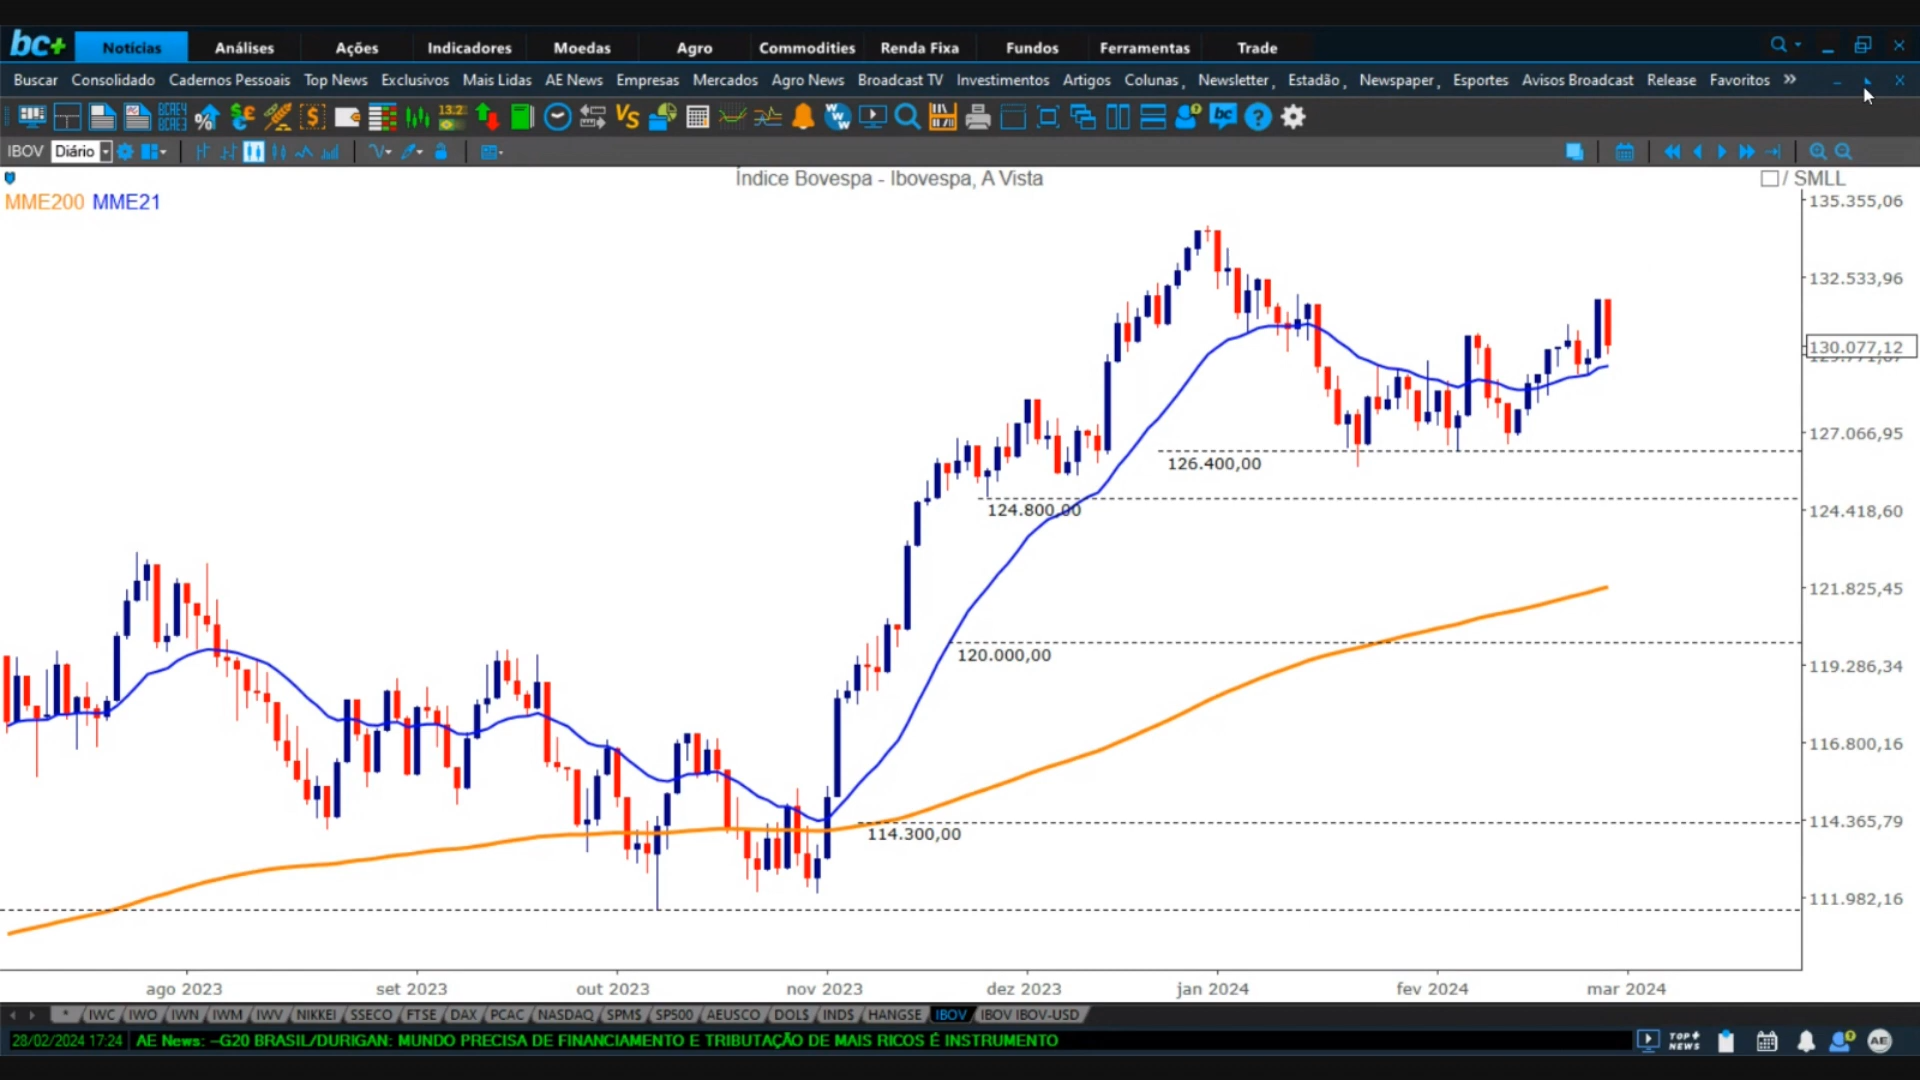 bc+ Notícias Análises Ações Indicadores Moedas Agro Commodities Renda Fixa Fundos Ferramentas Trade
Buscar Consolidado Cadernos Pessoais Top News Exclusivos Mais Lidas AE News Empresas Mercados Agro News Broadcast TV Investimentos Artigos Colunas, Newsletter, Estadão, Newspaper, Esportes Avisos Broadcast Release Favoritos »
IBOV Diário
Índice Bovespa - Ibovespa, A Vista
/ SMLL
MME200 MME21
135.355,06
132.533,96
130.077,12
127.066,95
126.400,00
124.800,00
124.418,60
121.825,45
120.000,00
119.286,34
116.800,16
114.365,79
114.300,00
111.982,16
ago 2023 set 2023 out 2023 nov 2023 dez 2023 jan 2024 fev 2024 mar 2024
* IWC IWO IWN IWM IWV NIKKEI SSECO FTSE DAX PCAC NASDAQ SPM$ SP500 AEUSCO DOL$ IND$ HANGSE IBOV IBOV IBOV-USD
28/02/2024 17:24 AE News: –G20 BRASIL/DURIGAN: MUNDO PRECISA DE FINANCIAMENTO E TRIBUTAÇÃO DE MAIS RICOS É INSTRUMENTO
TOP+ NEWS AE